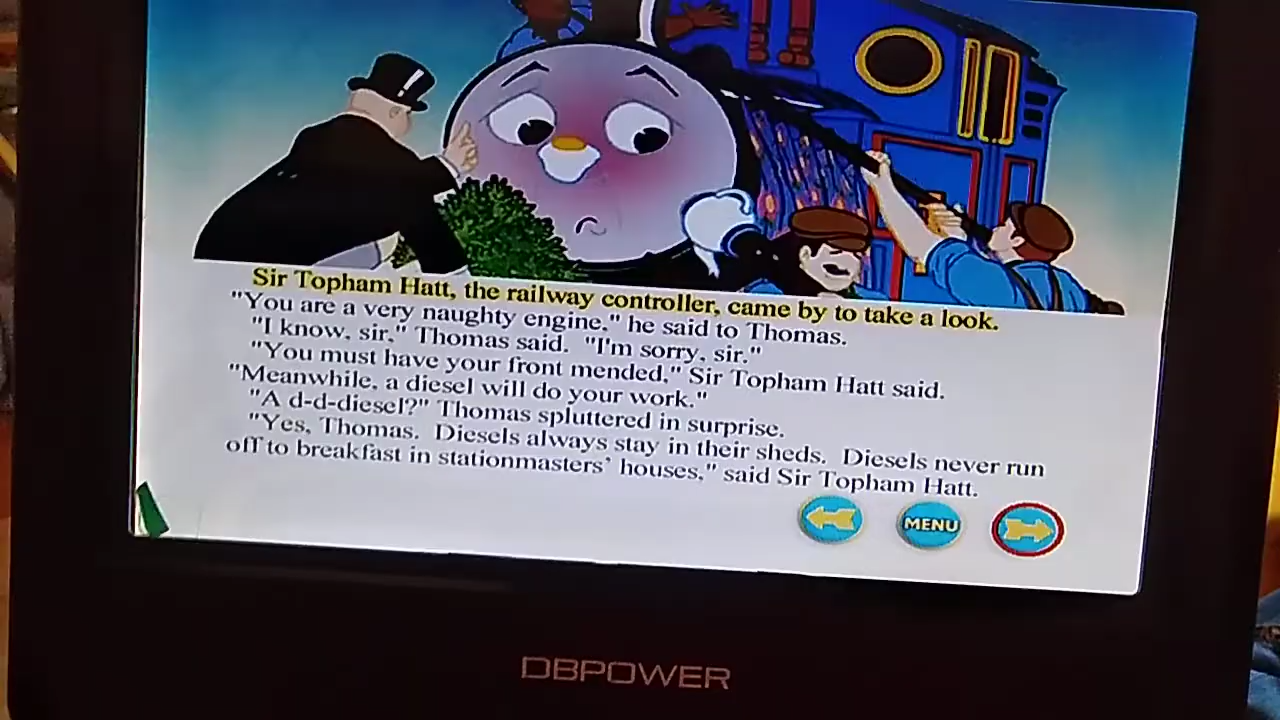 Sir Topham Hatt, the railway controller, came by to take a look.
"You are a very naughty engine," he said to Thomas.
"I know, sir," Thomas said. "I'm sorry, sir."
"You must have your front mended," Sir Topham Hatt said.
"Meanwhile, a diesel will do your work."
"A d-d-diesel?" Thomas spluttered in surprise.
"Yes, Thomas. Diesels always stay in their sheds. Diesels never run
off to breakfast in stationmasters' houses," said Sir Topham Hatt.
MENU
DBPOWER